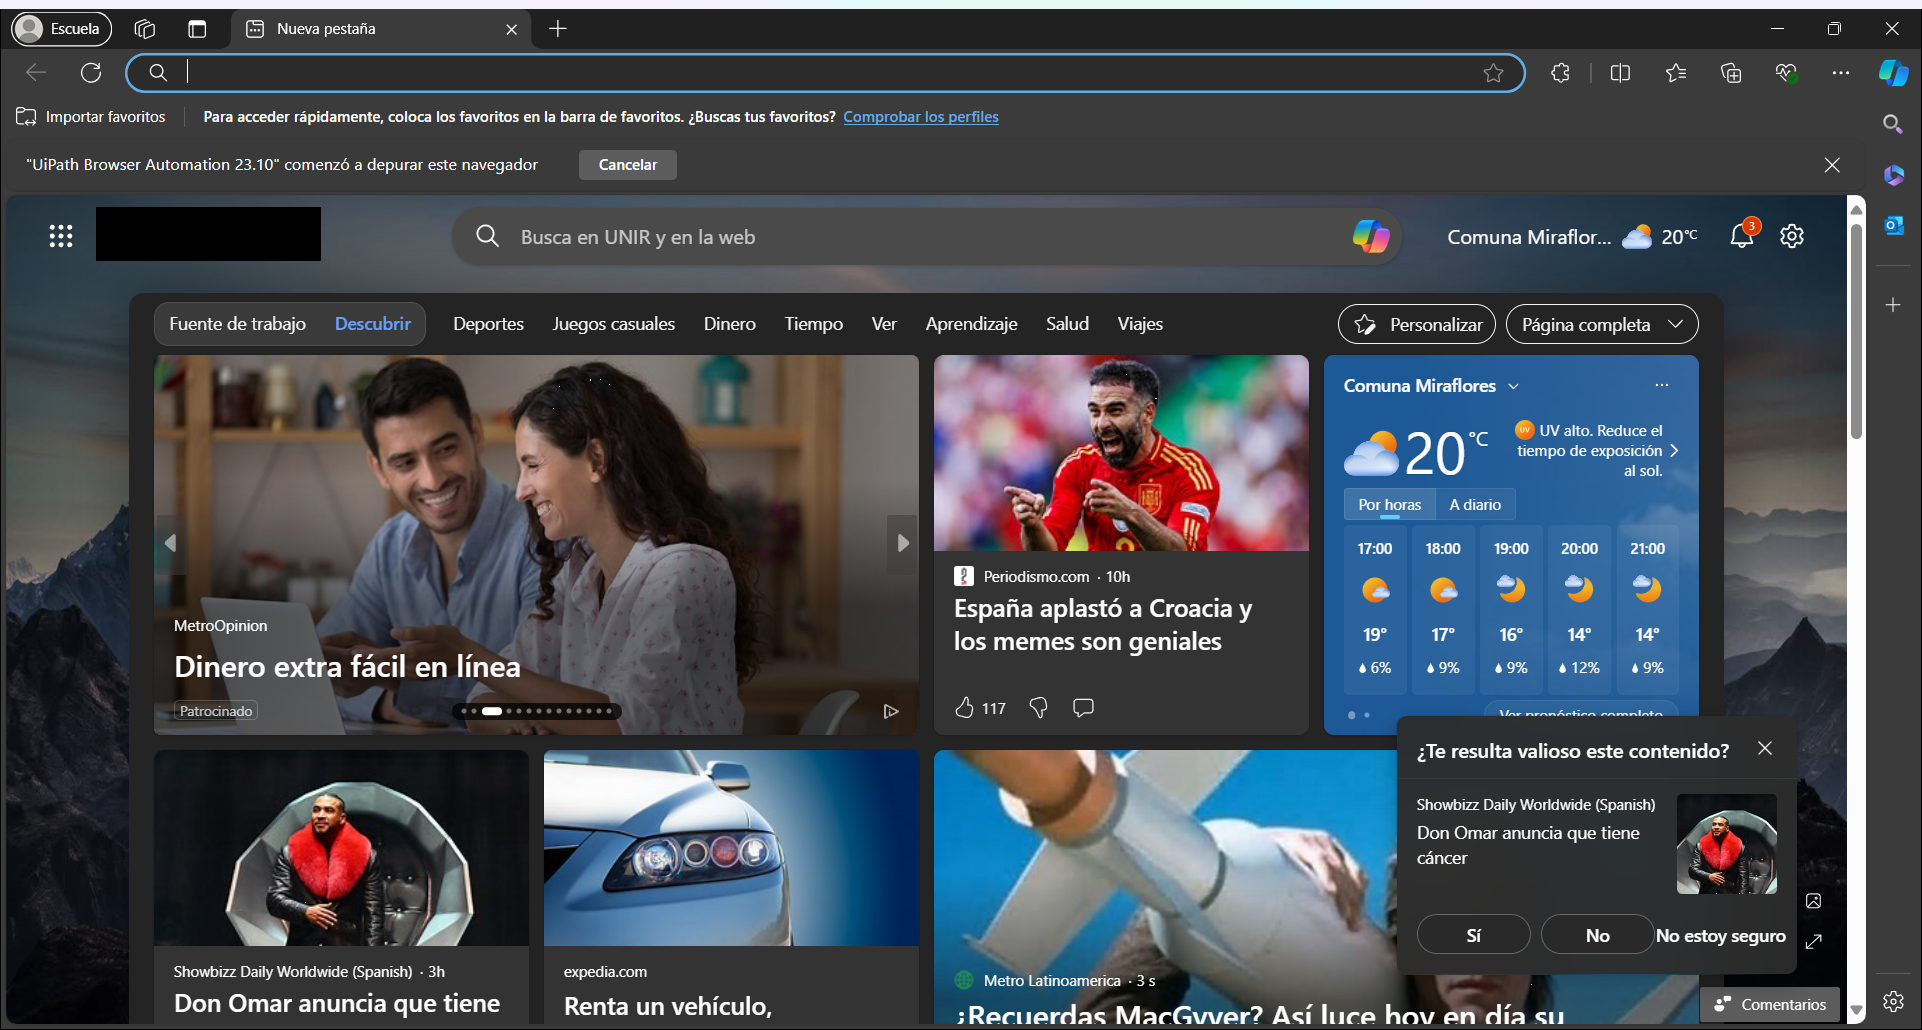 Escuela
Nueva pestaña
Importar favoritos
Para acceder rápidamente, coloca los favoritos en la barra de favoritos. ¿Buscas tus favoritos? Comprobar los perfiles
"UiPath Browser Automation 23.10" comenzó a depurar este navegador
Cancelar
Busca en UNIR y en la web
Comuna Miraflor... 20°C
3
Fuente de trabajo Descubrir Deportes Juegos casuales Dinero Tiempo Ver Aprendizaje Salud Viajes
Personalizar
Página completa
MetroOpinion
Dinero extra fácil en línea
Patrocinado
Periodismo.com · 10h
España aplastó a Croacia y
los memes son geniales
117
Comuna Miraflores
20°C
UV
UV alto. Reduce el
tiempo de exposición
al sol.
Por horas A diario
17:00 18:00 19:00 20:00 21:00
19° 17° 16° 14° 14°
6% 9% 9% 12% 9%
Ver pronóstico completo
Showbizz Daily Worldwide (Spanish) · 3h
Don Omar anuncia que tiene
expedia.com
Renta un vehículo,
Metro Latinoamerica · 3 s
¿Recuerdas MacGyver? Así luce hoy en día su
¿Te resulta valioso este contenido?
Showbizz Daily Worldwide (Spanish)
Don Omar anuncia que tiene
cáncer
Sí
No
No estoy seguro
Comentarios